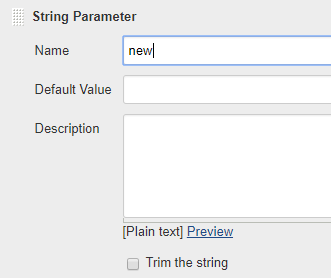 String Parameter
Name
new
Default Value
Description
[Plain text] Preview
Trim the string